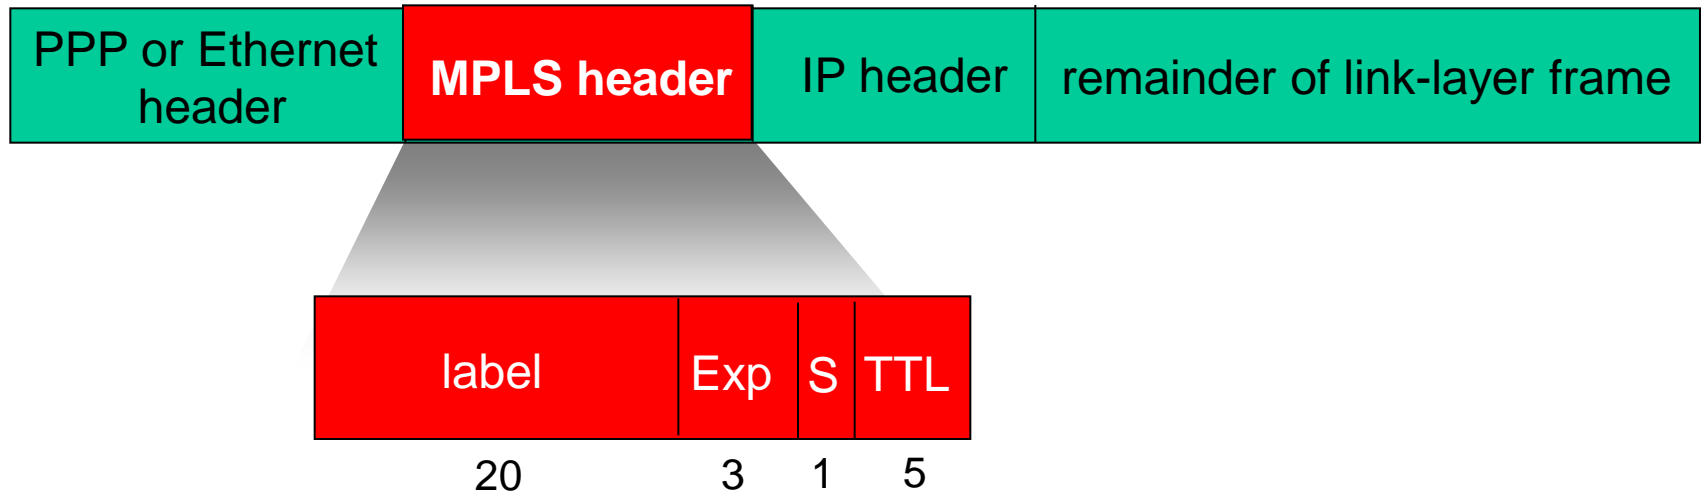 PPP or Ethernet
header
MPLS header
IP header
remainder of link-layer frame
label
Exp
S
TTL
20
3
1
5